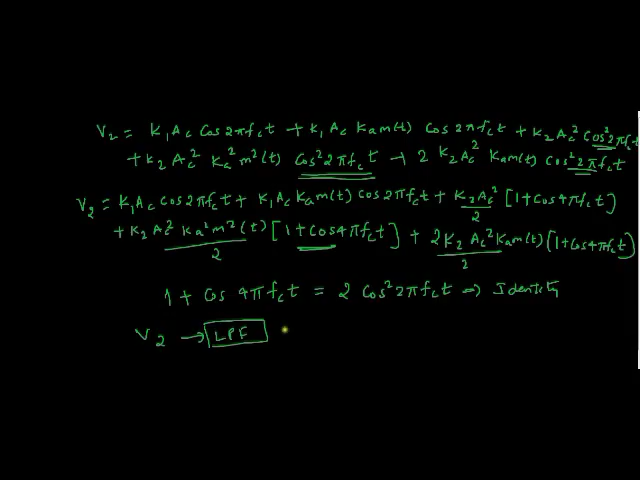 V₂ = K₁Ac Cos2πfct + K₁Ac Kam(t) Cos2πfct + K₂Ac² Cos²2πfct
+ K₂ Ac² Ka² m²(t) Cos²2πfct + 2 K₂Ac² Kam(t) Cos²2πfct
V₂ = K₁Ac Cos2πfct + K₁Ac Kam(t) Cos2πfct + K₂Ac²/2 [1+Cos4πfct]
+ K₂Ac² Ka²m²(t)/2 [1+Cos4πfct] + 2K₂Ac²Kam(t)/2 [1+Cos4πfct]
1 + Cos 4πfct = 2 Cos²2πfct ⇒ Identity
V₂ → LPF